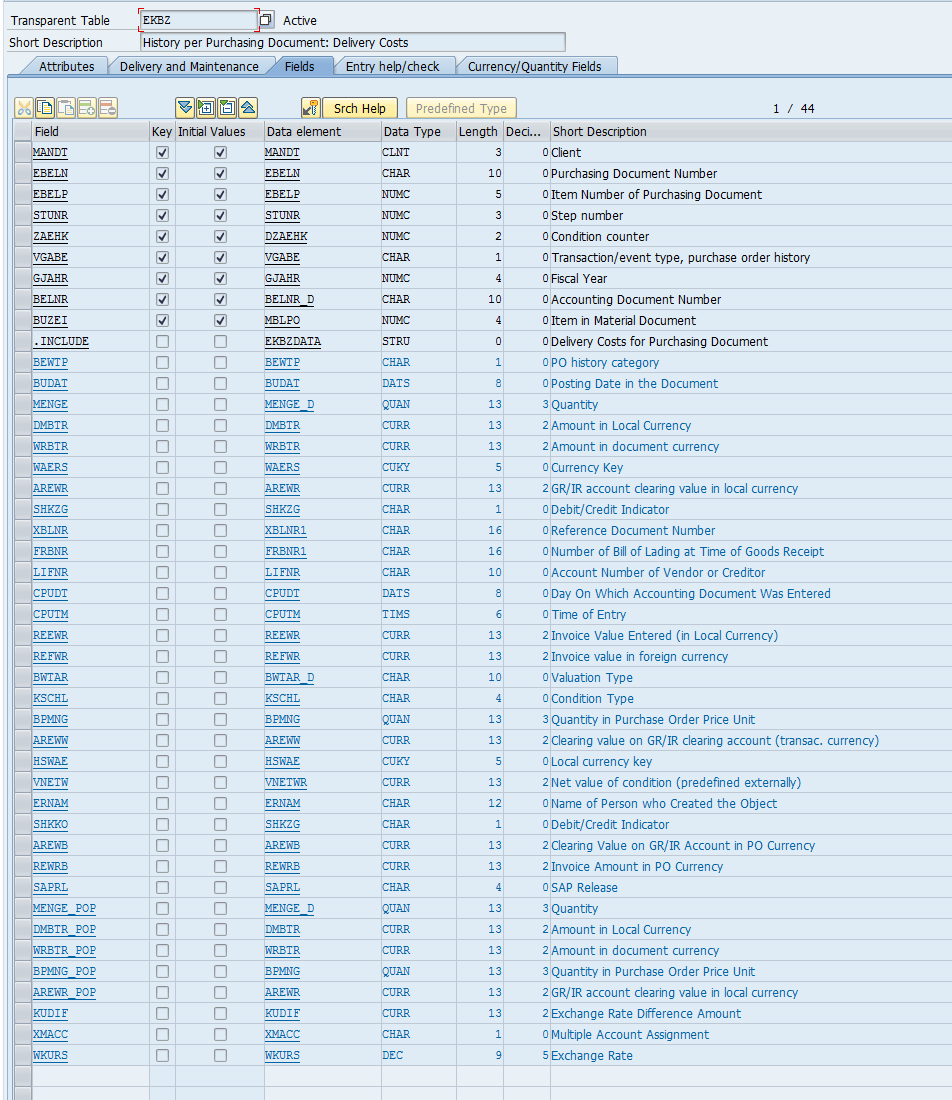 Transparent Table EKBZ Active
Short Description History per Purchasing Document: Delivery Costs
Attributes Delivery and Maintenance Fields Entry help/check Currency/Quantity Fields
Srch Help Predefined Type 1 / 44
Field Key Initial Values Data element Data Type Length Deci... Short Description
MANDT MANDT CLNT 3 0 Client
EBELN EBELN CHAR 10 0 Purchasing Document Number
EBELP EBELP NUMC 5 0 Item Number of Purchasing Document
STUNR STUNR NUMC 3 0 Step number
ZAEHK DZAEHK NUMC 2 0 Condition counter
VGABE VGABE CHAR 1 0 Transaction/event type, purchase order history
GJAHR GJAHR NUMC 4 0 Fiscal Year
BELNR BELNR_D CHAR 10 0 Accounting Document Number
BUZEI MBLPO NUMC 4 0 Item in Material Document
.INCLUDE EKBZDATA STRU 0 0 Delivery Costs for Purchasing Document
BEWTP BEWTP CHAR 1 0 PO history category
BUDAT BUDAT DATS 8 0 Posting Date in the Document
MENGE MENGE_D QUAN 13 3 Quantity
DMBTR DMBTR CURR 13 2 Amount in Local Currency
WRBTR WRBTR CURR 13 2 Amount in document currency
WAERS WAERS CUKY 5 0 Currency Key
AREWR AREWR CURR 13 2 GR/IR account clearing value in local currency
SHKZG SHKZG CHAR 1 0 Debit/Credit Indicator
XBLNR XBLNR1 CHAR 16 0 Reference Document Number
FRBNR FRBNR1 CHAR 16 0 Number of Bill of Lading at Time of Goods Receipt
LIFNR LIFNR CHAR 10 0 Account Number of Vendor or Creditor
CPUDT CPUDT DATS 8 0 Day On Which Accounting Document Was Entered
CPUTM CPUTM TIMS 6 0 Time of Entry
REEWR REEWR CURR 13 2 Invoice Value Entered (in Local Currency)
REFWR REFWR CURR 13 2 Invoice value in foreign currency
BWTAR BWTAR_D CHAR 10 0 Valuation Type
KSCHL KSCHL CHAR 4 0 Condition Type
BPMNG BPMNG QUAN 13 3 Quantity in Purchase Order Price Unit
AREWW AREWW CURR 13 2 Clearing value on GR/IR clearing account (transac. currency)
HSWAE HSWAE CUKY 5 0 Local currency key
VNETW VNETWR CURR 13 2 Net value of condition (predefined externally)
ERNAM ERNAM CHAR 12 0 Name of Person who Created the Object
SHKKO SHKZG CHAR 1 0 Debit/Credit Indicator
AREWB AREWB CURR 13 2 Clearing Value on GR/IR Account in PO Currency
REWRB REWRB CURR 13 2 Invoice Amount in PO Currency
SAPRL SAPRL CHAR 4 0 SAP Release
MENGE_POP MENGE_D QUAN 13 3 Quantity
DMBTR_POP DMBTR CURR 13 2 Amount in Local Currency
WRBTR_POP WRBTR CURR 13 2 Amount in document currency
BPMNG_POP BPMNG QUAN 13 3 Quantity in Purchase Order Price Unit
AREWR_POP AREWR CURR 13 2 GR/IR account clearing value in local currency
KUDIF KUDIF CURR 13 2 Exchange Rate Difference Amount
XMACC XMACC CHAR 1 0 Multiple Account Assignment
WKURS WKURS DEC 9 5 Exchange Rate